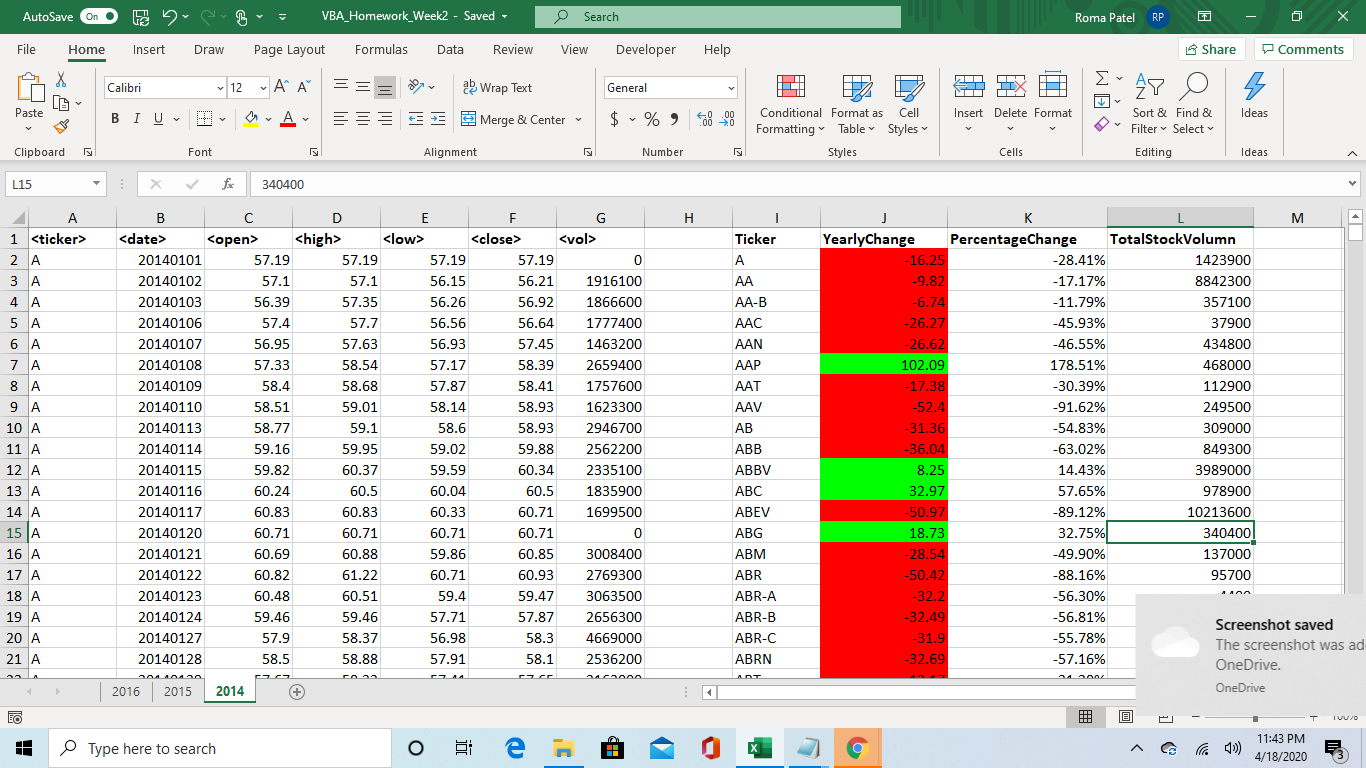 AutoSave On VBA_Homework_Week2 - Saved Search Roma Patel RP
File Home Insert Draw Page Layout Formulas Data Review View Developer Help Share Comments
Paste Calibri 12 B I U A Wrap Text Merge & Center General $ % Conditional Formatting Format as Table Cell Styles Insert Delete Format Sort & Filter Find & Select Ideas
Clipboard Font Alignment Number Styles Cells Editing Ideas
L15 fx 340400
A B C D E F G H I J K L M
1 <ticker> <date> <open> <high> <low> <close> <vol> Ticker YearlyChange PercentageChange TotalStockVolumn
2 A 20140101 57.19 57.19 57.19 57.19 0 A -16.25 -28.41% 1423900
3 A 20140102 57.1 57.1 56.15 56.21 1916100 AA -9.82 -17.17% 8842300
4 A 20140103 56.39 57.35 56.26 56.92 1866600 AA-B -6.74 -11.79% 357100
5 A 20140106 57.4 57.7 56.56 56.64 1777400 AAC -26.27 -45.93% 37900
6 A 20140107 56.95 57.63 56.93 57.45 1463200 AAN -26.62 -46.55% 434800
7 A 20140108 57.33 58.54 57.17 58.39 2659400 AAP 102.09 178.51% 468000
8 A 20140109 58.4 58.68 57.87 58.41 1757600 AAT -17.38 -30.39% 112900
9 A 20140110 58.51 59.01 58.14 58.93 1623300 AAV -52.4 -91.62% 249500
10 A 20140113 58.77 59.1 58.6 58.93 2946700 AB -31.36 -54.83% 309000
11 A 20140114 59.16 59.95 59.02 59.88 2562200 ABB -36.04 -63.02% 849300
12 A 20140115 59.82 60.37 59.59 60.34 2335100 ABBV 8.25 14.43% 3989000
13 A 20140116 60.24 60.5 60.04 60.5 1835900 ABC 32.97 57.65% 978900
14 A 20140117 60.83 60.83 60.33 60.71 1699500 ABEV -50.97 -89.12% 10213600
15 A 20140120 60.71 60.71 60.71 60.71 0 ABG 18.73 32.75% 340400
16 A 20140121 60.69 60.88 59.86 60.85 3008400 ABM -28.54 -49.90% 137000
17 A 20140122 60.82 61.22 60.71 60.93 2769300 ABR -50.42 -88.16% 95700
18 A 20140123 60.48 60.51 59.4 59.47 3063500 ABR-A -32.2 -56.30%
19 A 20140124 59.46 59.46 57.71 57.87 2656300 ABR-B -32.49 -56.81%
20 A 20140127 57.9 58.37 56.98 58.3 4669000 ABR-C -31.9 -55.78%
21 A 20140128 58.5 58.88 57.91 58.1 2536200 ABRN -32.69 -57.16%
Screenshot saved
The screenshot was
OneDrive.
OneDrive
2016 2015 2014
100%
Type here to search
11:43 PM
4/18/2020
3